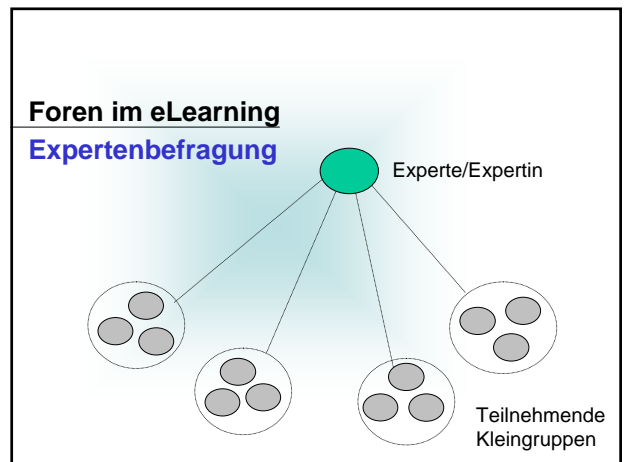 Foren im eLearning
Expertenbefragung
Experte/Expertin
Teilnehmende
Kleingruppen